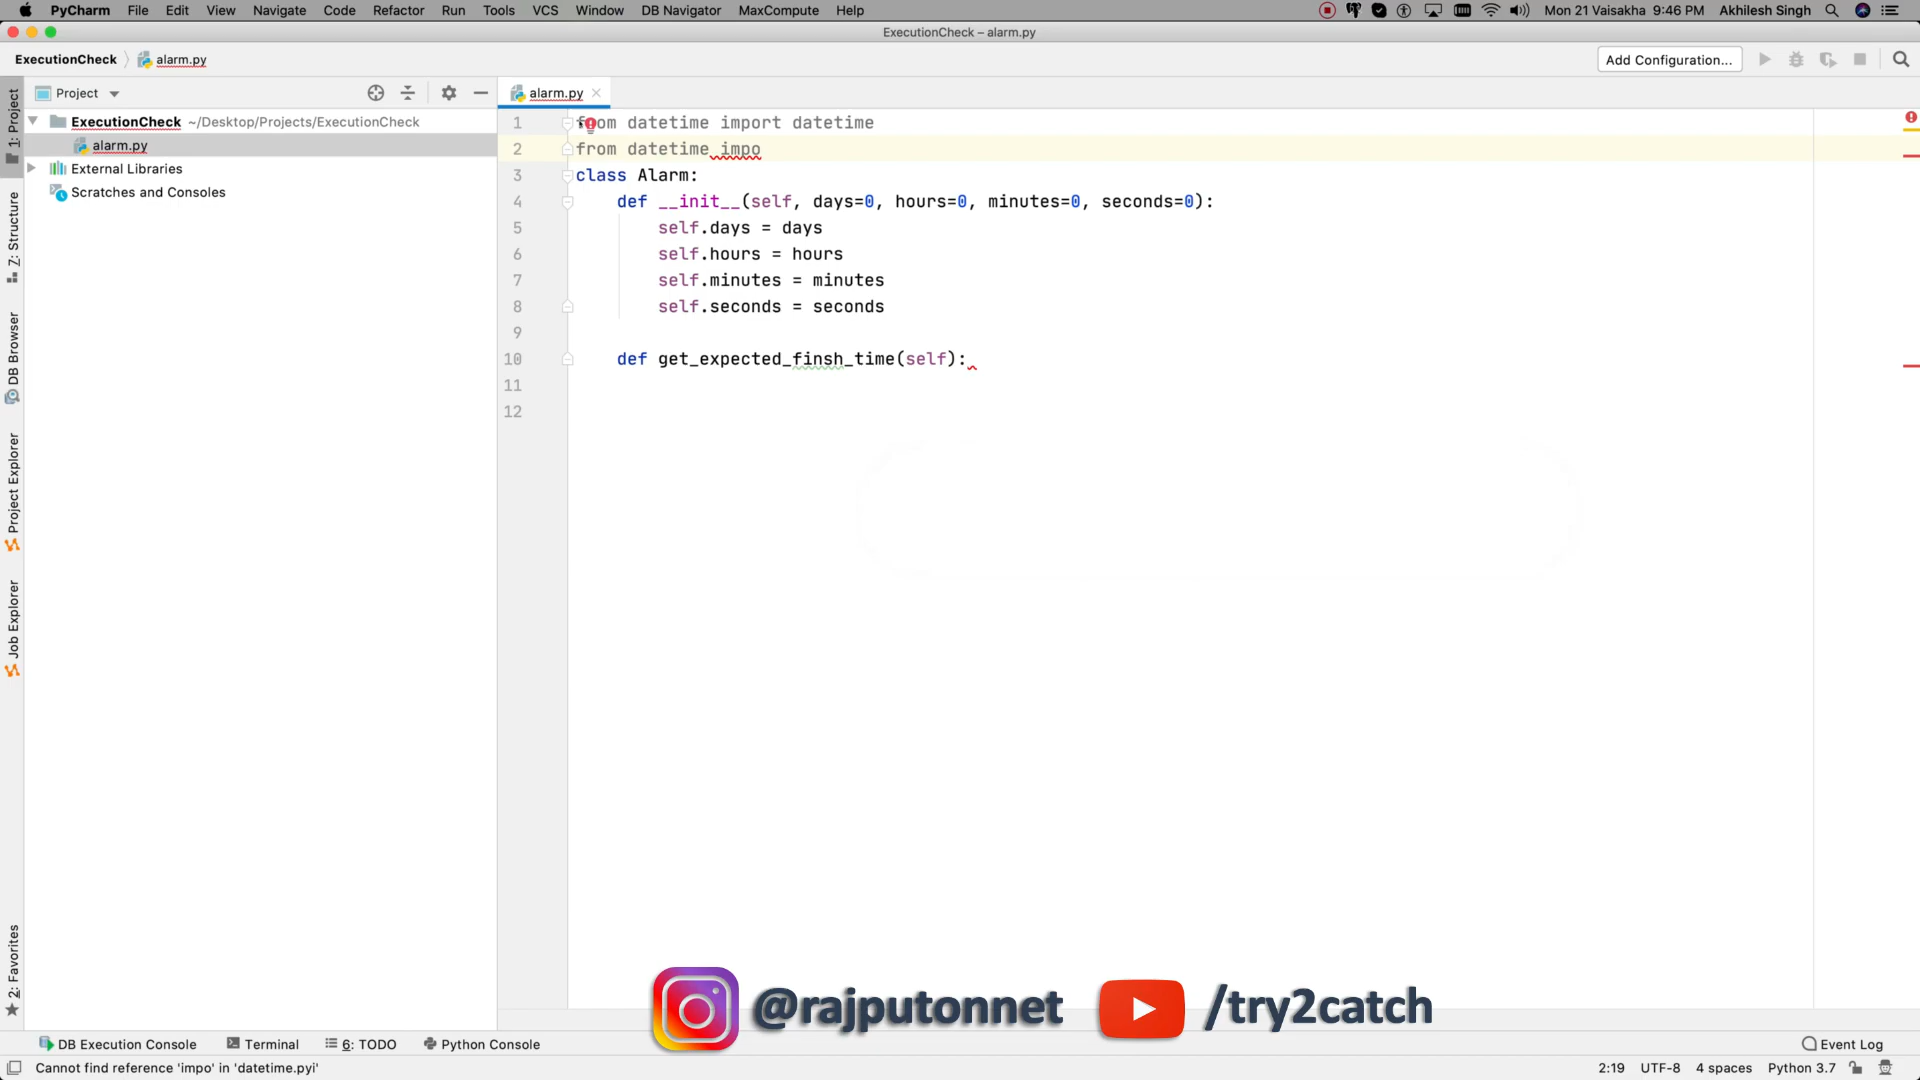 PyCharm File Edit View Navigate Code Refactor Run Tools VCS Window DB Navigator MaxCompute Help Mon 21 Vaisakha 9:46 PM Akhilesh Singh
ExecutionCheck – alarm.py
ExecutionCheck alarm.py Add Configuration...
Project alarm.py
ExecutionCheck ~/Desktop/Projects/ExecutionCheck
alarm.py
External Libraries
Scratches and Consoles
1: Project
7: Structure
DB Browser
Project Explorer
Job Explorer
2: Favorites
1 from datetime import datetime
2 from datetime impo
3 class Alarm:
4 def __init__(self, days=0, hours=0, minutes=0, seconds=0):
5 self.days = days
6 self.hours = hours
7 self.minutes = minutes
8 self.seconds = seconds
9
10 def get_expected_finsh_time(self):
11
12
@rajputonnet /try2catch
DB Execution Console Terminal 6: TODO Python Console Event Log
Cannot find reference 'impo' in 'datetime.pyi' 2:19 UTF-8 4 spaces Python 3.7